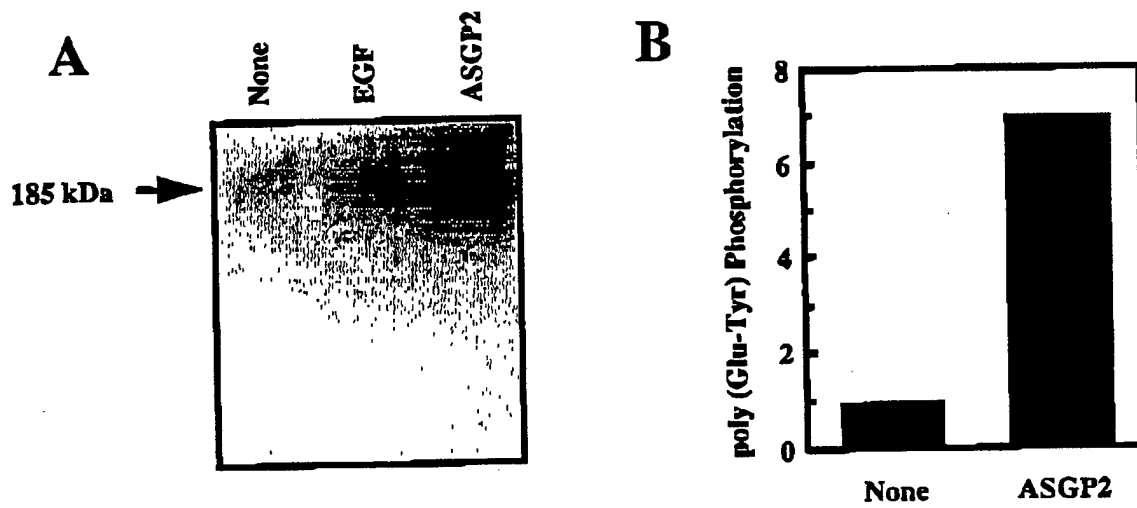 A
None
EGF
ASGP2
185 kDa
B
poly (Glu-Tyr) Phosphorylation
8
6
4
2
0
None
ASGP2